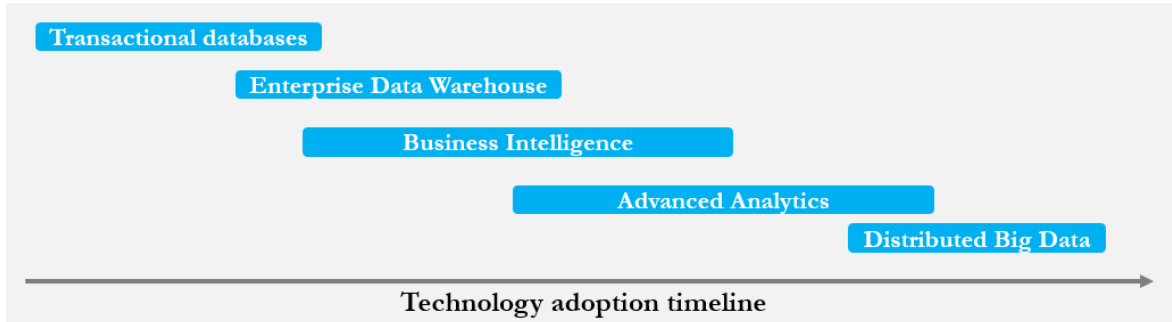 Transactional databases
Enterprise Data Warehouse
Business Intelligence
Advanced Analytics
Distributed Big Data
Technology adoption timeline